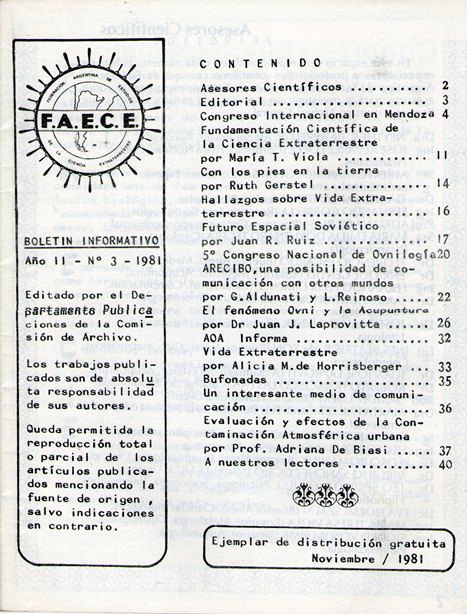 FEDERACION ARGENTINA DE ESTUDIOS
F.A.E.C.E.
DE LA CIENCIA EXTRATERRESTRE
BOLETIN INFORMATIVO
Año II - Nº 3 - 1981
Editado por el De-
partamento Publica
ciones de la Comi-
sión de Archivo.
Los trabajos publi-
cados son de absolu
ta responsabilidad
de sus autores.
Queda permitida la
reproducción total
o parcial de los
artículos publica-
dos mencionando la
fuente de origen ,
salvo indicaciones
en contrario.
CONTENIDO
Asesores Científicos ........... 2
Editorial ...................... 3
Congreso Internacional en Mendoza 4
Fundamentación Científica de
la Ciencia Extraterrestre
por María T. Viola ............. 11
Con los pies en la tierra
por Ruth Gerstel ............... 14
Hallazgos sobre Vida Extra-
terrestre ...................... 16
Futuro Espacial Soviético
por Juan R. Ruiz ............... 17
5º Congreso Nacional de Ovnilogía20
ARECIBO,una posibilidad de co-
municación con otros mundos
por G.Aldunati y L.Reinoso ..... 22
El fenómeno Ovni y la Acupuntura
por Dr Juan J. Laprovitta ...... 26
AOA Informa .................... 32
Vida Extraterrestre
por Alicia M.de Horrisberger ... 33
Bufonadas ...................... 35
Un interesante medio de comuni-
cación ......................... 36
Evaluación y efectos de la Con-
taminación Atmosférica urbana
por Prof. Adriana De Biasi ..... 37
A nuestros lectores ............ 40
Ejemplar de distribución gratuita
Noviembre / 1981